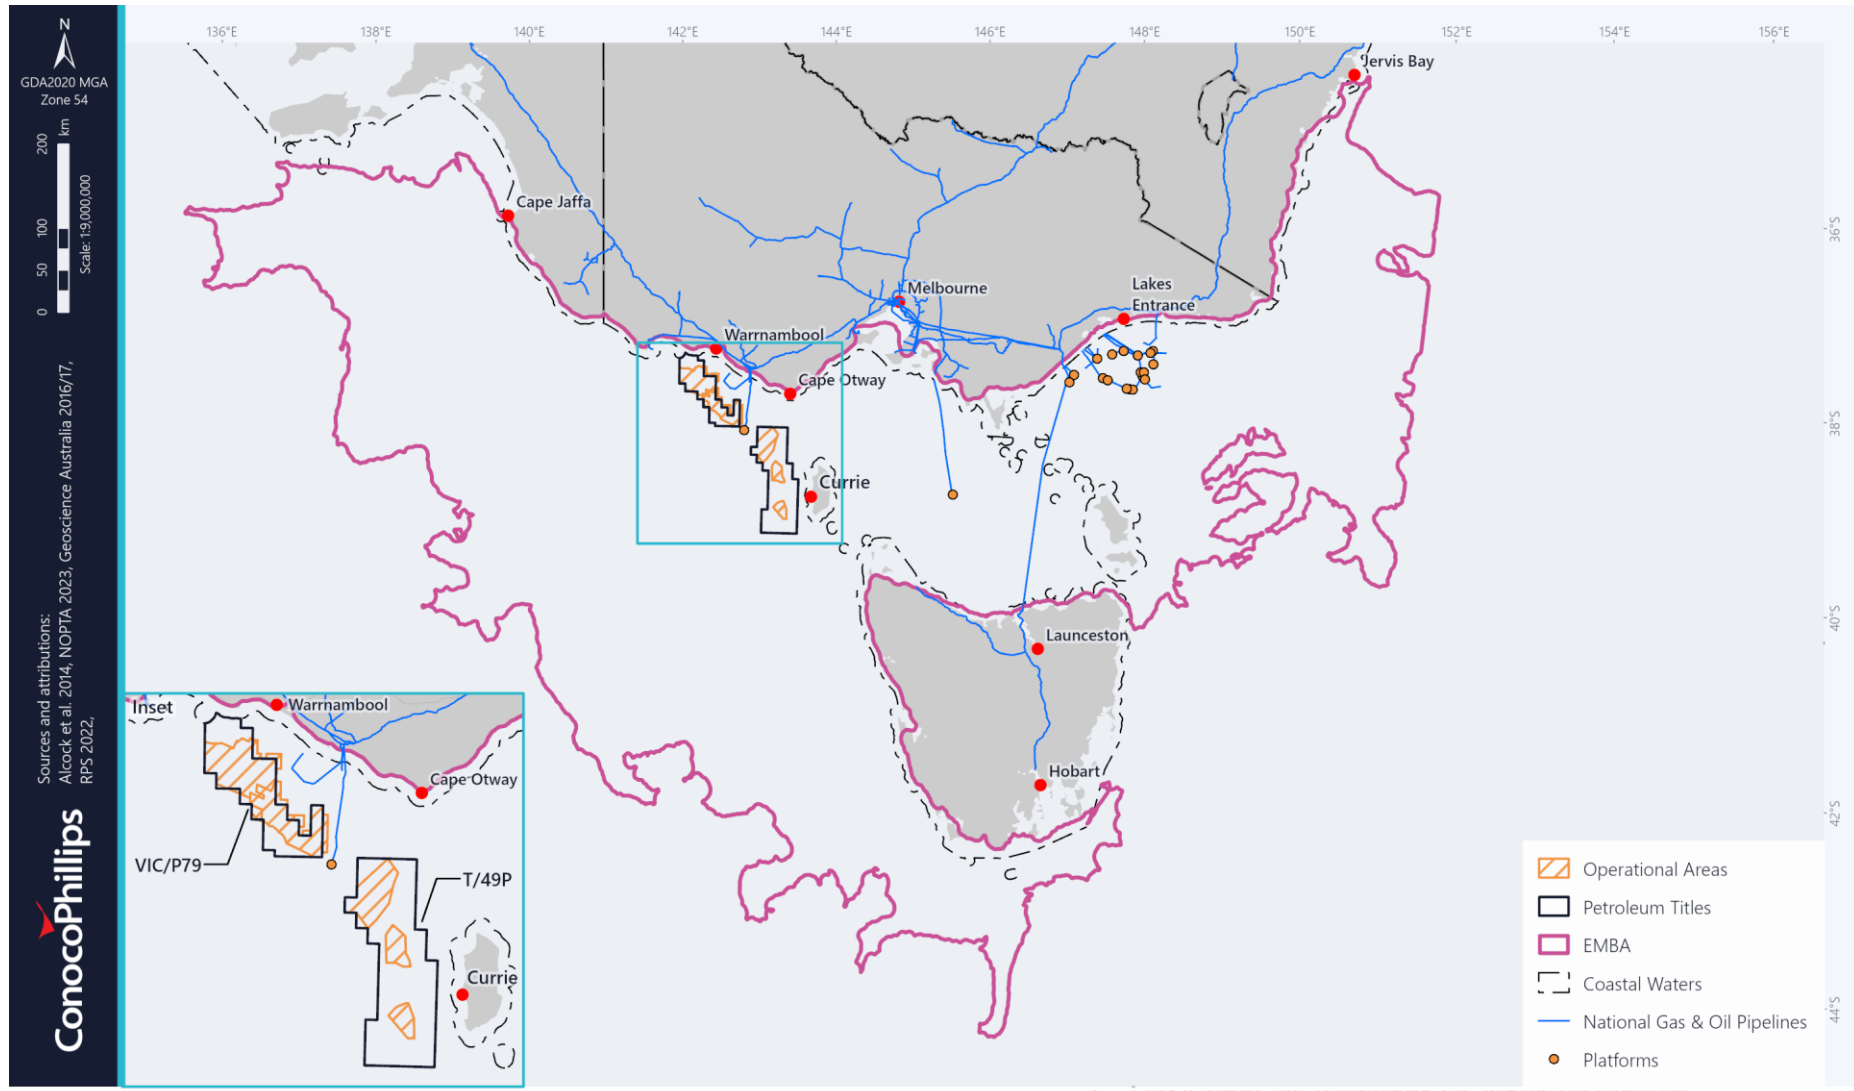 N
GDA2020 MGA
Zone 54
200
100
50
0
km
Scale: 1:9,000,000
Sources and attributions:
Alcock et al. 2014, NOPTA 2023, Geoscience Australia 2016/17,
RPS 2022,
ConocoPhillips
136°E
138°E
140°E
142°E
144°E
146°E
148°E
150°E
152°E
154°E
156°E
36°S
38°S
40°S
42°S
44°S
Jervis Bay
Cape Jaffa
Melbourne
Lakes
Entrance
Warrnambool
Cape Otway
Currie
Launceston
Hobart
Inset
Warrnambool
Cape Otway
VIC/P79
T/49P
Currie
Operational Areas
Petroleum Titles
EMBA
Coastal Waters
National Gas & Oil Pipelines
Platforms